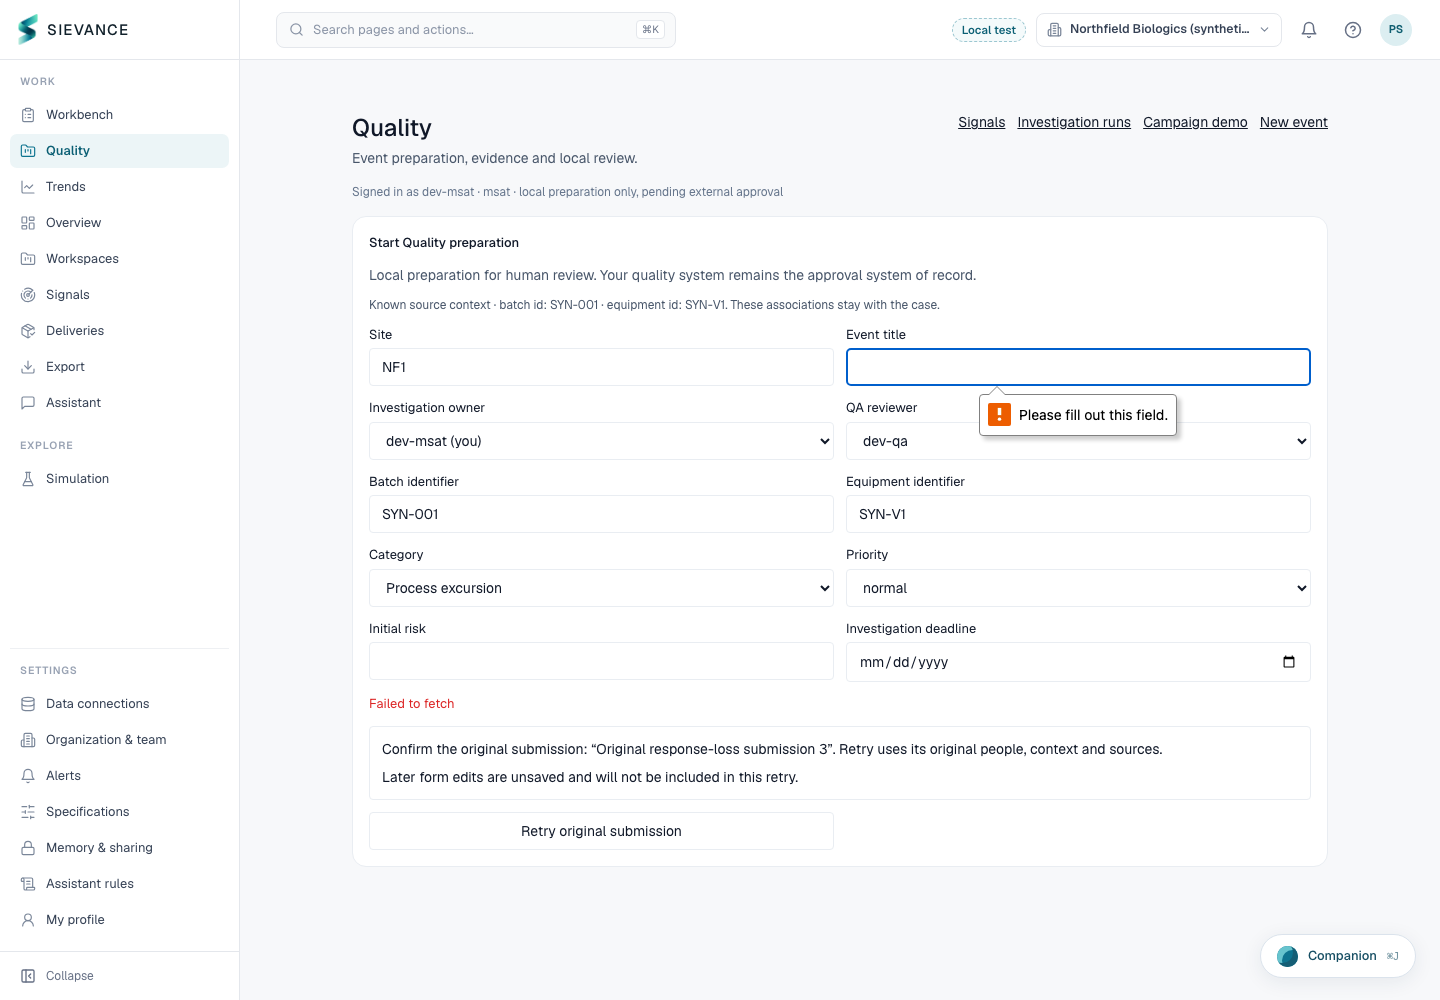 SIEVANCE
Search pages and actions...
⌘K
Local test
Northfield Biologics (syntheti...
PS
WORK
Workbench
Quality
Trends
Overview
Workspaces
Signals
Deliveries
Export
Assistant
EXPLORE
Simulation
SETTINGS
Data connections
Organization & team
Alerts
Specifications
Memory & sharing
Assistant rules
My profile
Collapse
Quality
Signals Investigation runs Campaign demo New event
Event preparation, evidence and local review.
Signed in as dev-msat · msat · local preparation only, pending external approval
Start Quality preparation
Local preparation for human review. Your quality system remains the approval system of record.
Known source context · batch id: SYN-001 · equipment id: SYN-V1. These associations stay with the case.
Site
NF1
Event title
Please fill out this field.
Investigation owner
dev-msat (you)
QA reviewer
dev-qa
Batch identifier
SYN-001
Equipment identifier
SYN-V1
Category
Process excursion
Priority
normal
Initial risk
Investigation deadline
mm/dd/yyyy
Failed to fetch
Confirm the original submission: “Original response-loss submission 3”. Retry uses its original people, context and sources.
Later form edits are unsaved and will not be included in this retry.
Retry original submission
Companion ⌘J